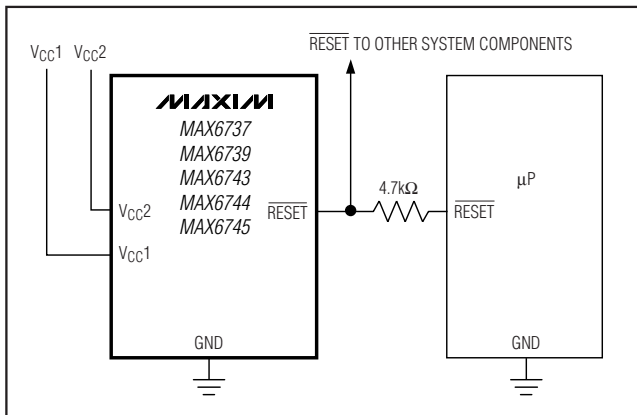 VCC1 VCC2
RESET TO OTHER SYSTEM COMPONENTS
MAXIM
MAX6737
MAX6739
MAX6743
MAX6744
MAX6745
VCC2
VCC1
RESET
GND
4.7kΩ
RESET
μP
GND